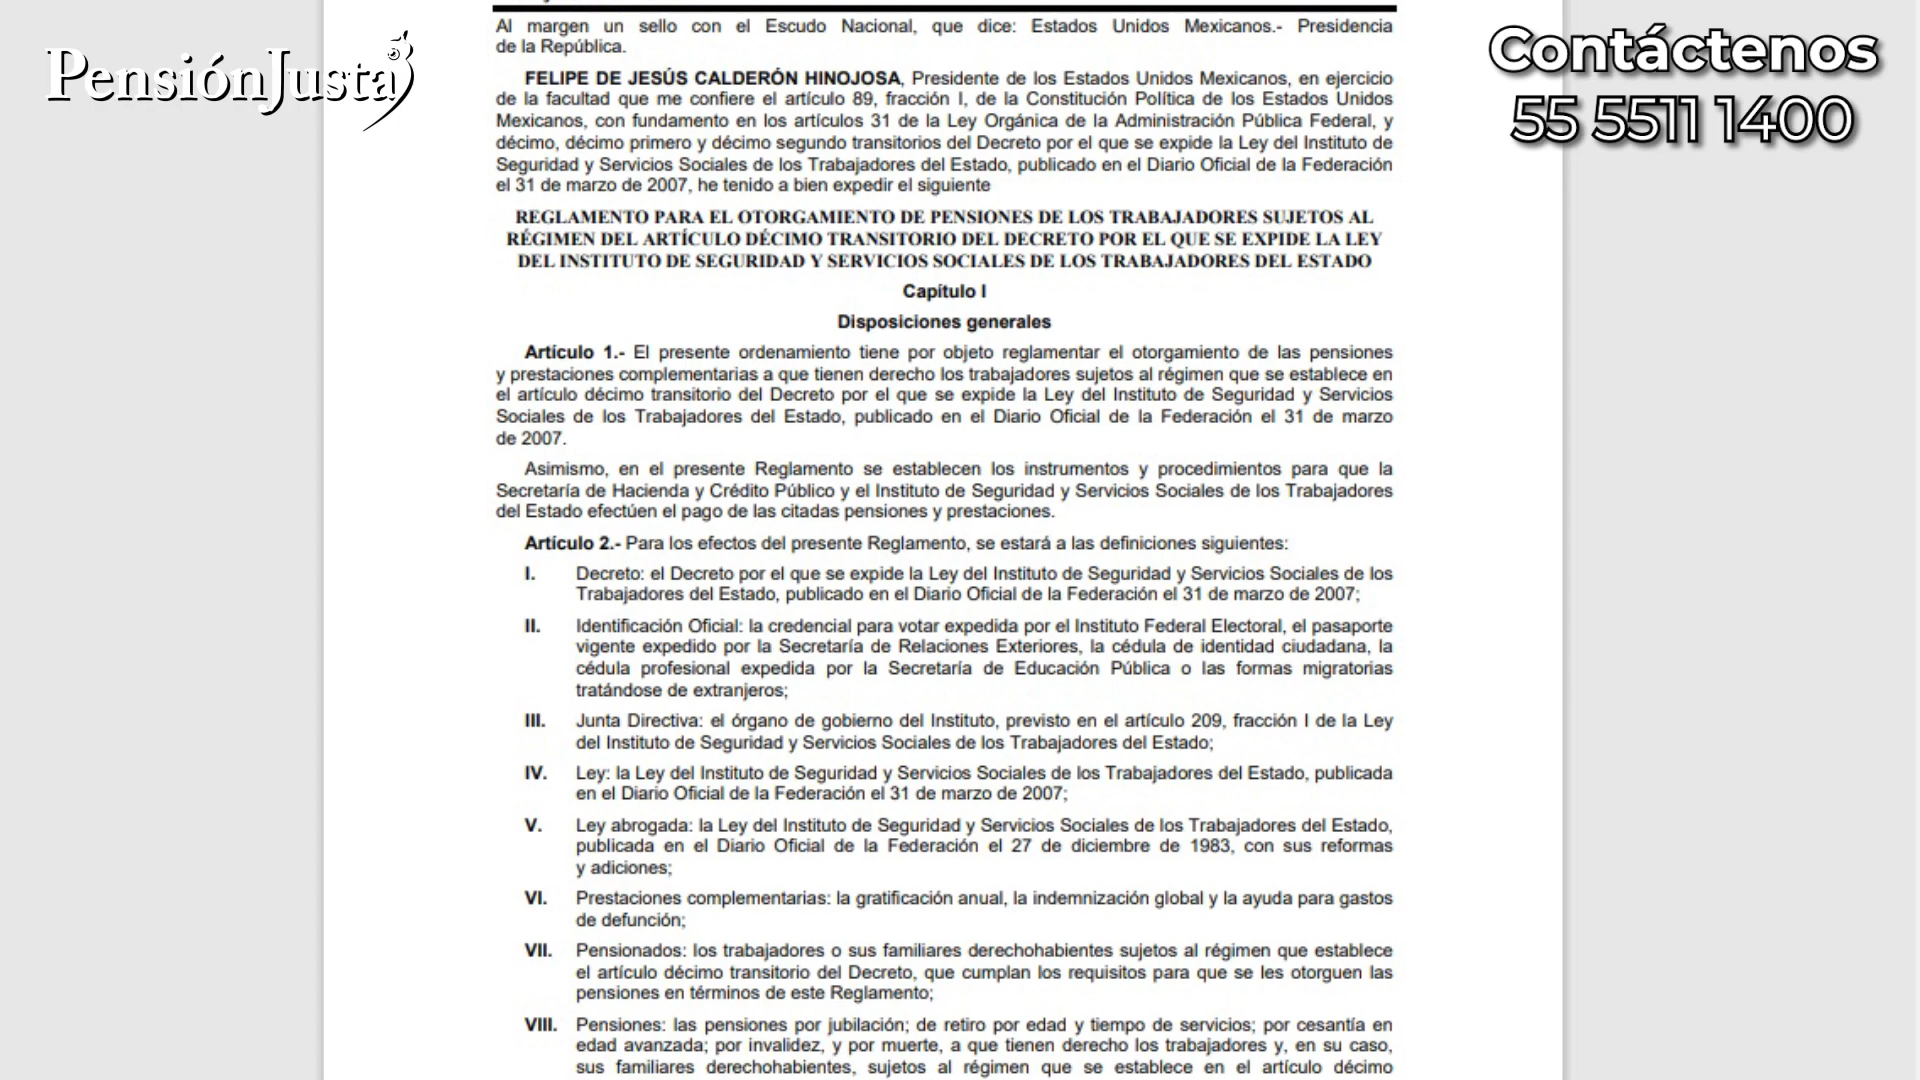 PensiónJusta
Contáctenos
55 5511 1400
Al margen un sello con el Escudo Nacional, que dice: Estados Unidos Mexicanos.- Presidencia
de la República.
FELIPE DE JESÚS CALDERÓN HINOJOSA, Presidente de los Estados Unidos Mexicanos, en ejercicio
de la facultad que me confiere el artículo 89, fracción I, de la Constitución Política de los Estados Unidos
Mexicanos, con fundamento en los artículos 31 de la Ley Orgánica de la Administración Pública Federal, y
décimo, décimo primero y décimo segundo transitorios del Decreto por el que se expide la Ley del Instituto de
Seguridad y Servicios Sociales de los Trabajadores del Estado, publicado en el Diario Oficial de la Federación
el 31 de marzo de 2007, he tenido a bien expedir el siguiente
REGLAMENTO PARA EL OTORGAMIENTO DE PENSIONES DE LOS TRABAJADORES SUJETOS AL
RÉGIMEN DEL ARTÍCULO DÉCIMO TRANSITORIO DEL DECRETO POR EL QUE SE EXPIDE LA LEY
DEL INSTITUTO DE SEGURIDAD Y SERVICIOS SOCIALES DE LOS TRABAJADORES DEL ESTADO
Capítulo I
Disposiciones generales
Artículo 1.- El presente ordenamiento tiene por objeto reglamentar el otorgamiento de las pensiones
y prestaciones complementarias a que tienen derecho los trabajadores sujetos al régimen que se establece en
el artículo décimo transitorio del Decreto por el que se expide la Ley del Instituto de Seguridad y Servicios
Sociales de los Trabajadores del Estado, publicado en el Diario Oficial de la Federación el 31 de marzo
de 2007.
Asimismo, en el presente Reglamento se establecen los instrumentos y procedimientos para que la
Secretaría de Hacienda y Crédito Público y el Instituto de Seguridad y Servicios Sociales de los Trabajadores
del Estado efectúen el pago de las citadas pensiones y prestaciones.
Artículo 2.- Para los efectos del presente Reglamento, se estará a las definiciones siguientes:
I. Decreto: el Decreto por el que se expide la Ley del Instituto de Seguridad y Servicios Sociales de los
Trabajadores del Estado, publicado en el Diario Oficial de la Federación el 31 de marzo de 2007;
II. Identificación Oficial: la credencial para votar expedida por el Instituto Federal Electoral, el pasaporte
vigente expedido por la Secretaría de Relaciones Exteriores, la cédula de identidad ciudadana, la
cédula profesional expedida por la Secretaría de Educación Pública o las formas migratorias
tratándose de extranjeros;
III. Junta Directiva: el órgano de gobierno del Instituto, previsto en el artículo 209, fracción I de la Ley
del Instituto de Seguridad y Servicios Sociales de los Trabajadores del Estado;
IV. Ley: la Ley del Instituto de Seguridad y Servicios Sociales de los Trabajadores del Estado, publicada
en el Diario Oficial de la Federación el 31 de marzo de 2007;
V. Ley abrogada: la Ley del Instituto de Seguridad y Servicios Sociales de los Trabajadores del Estado,
publicada en el Diario Oficial de la Federación el 27 de diciembre de 1983, con sus reformas
y adiciones;
VI. Prestaciones complementarias: la gratificación anual, la indemnización global y la ayuda para gastos
de defunción;
VII. Pensionados: los trabajadores o sus familiares derechohabientes sujetos al régimen que establece
el artículo décimo transitorio del Decreto, que cumplan los requisitos para que se les otorguen las
pensiones en términos de este Reglamento;
VIII. Pensiones: las pensiones por jubilación; de retiro por edad y tiempo de servicios; por cesantía en
edad avanzada; por invalidez, y por muerte, a que tienen derecho los trabajadores y, en su caso,
sus familiares derechohabientes, sujetos al régimen que se establece en el artículo décimo